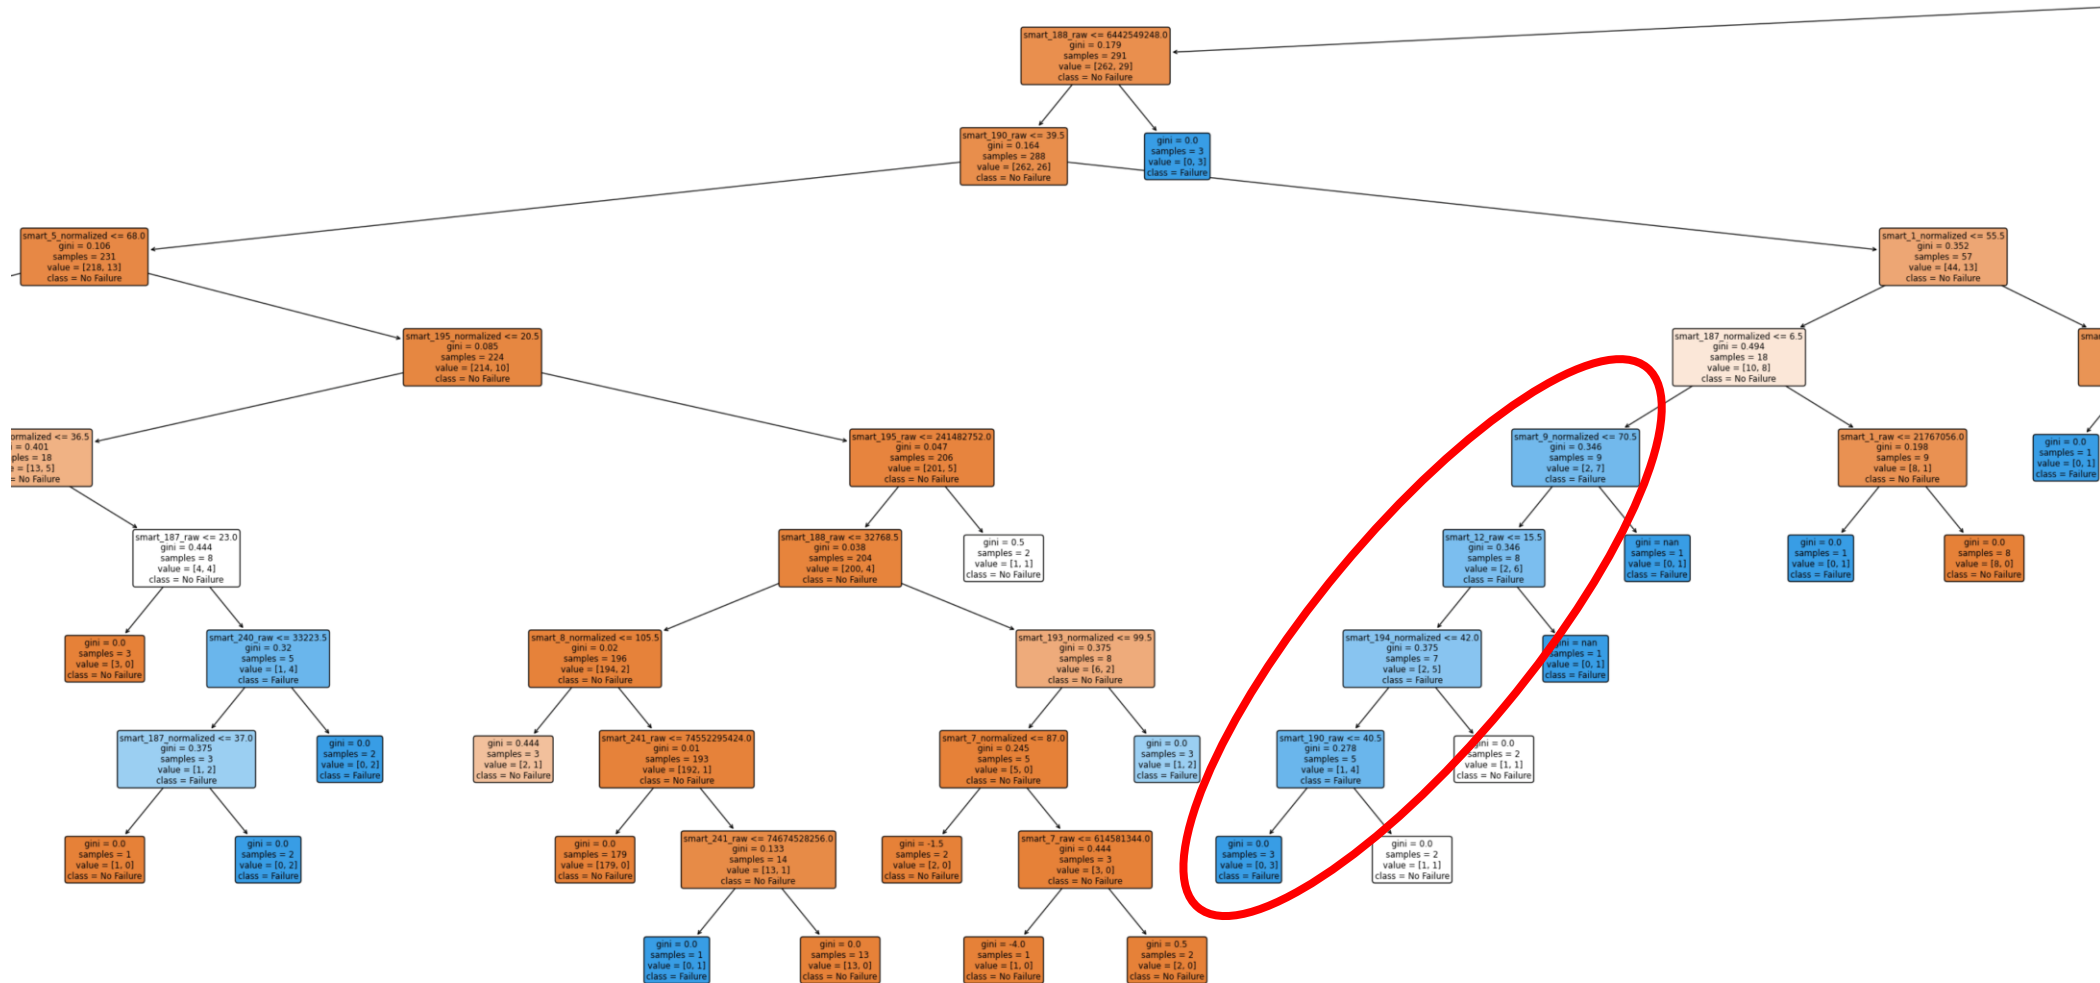 smart_188_raw <= 6442549248.0
gini = 0.179
samples = 291
value = [262, 29]
class = No Failure
smart_190_raw <= 39.5
gini = 0.164
samples = 288
value = [262, 26]
class = No Failure
gini = 0.0
samples = 3
value = [0, 3]
class = Failure
smart_5_normalized <= 68.0
gini = 0.106
samples = 231
value = [218, 13]
class = No Failure
smart_1_normalized <= 55.5
gini = 0.352
samples = 57
value = [44, 13]
class = No Failure
smart_195_normalized <= 20.5
gini = 0.085
samples = 224
value = [214, 10]
class = No Failure
smart_187_normalized <= 6.5
gini = 0.494
samples = 18
value = [10, 8]
class = No Failure
smar
ormalized <= 36.5
= 0.401
ples = 18
= [13, 5]
= No Failure
smart_195_raw <= 241482752.0
gini = 0.047
samples = 206
value = [201, 5]
class = No Failure
smart_9_normalized <= 70.5
gini = 0.346
samples = 9
value = [2, 7]
class = Failure
smart_1_raw <= 21767056.0
gini = 0.198
samples = 9
value = [8, 1]
class = No Failure
gini = 0.0
samples = 1
value = [0, 1]
class = Failure
smart_187_raw <= 23.0
gini = 0.444
samples = 8
value = [4, 4]
class = No Failure
smart_188_raw <= 32768.5
gini = 0.038
samples = 204
value = [200, 4]
class = No Failure
gini = 0.5
samples = 2
value = [1, 1]
class = No Failure
smart_12_raw <= 15.5
gini = 0.346
samples = 8
value = [2, 6]
class = Failure
gini = nan
samples = 1
value = [0, 1]
class = Failure
gini = 0.0
samples = 1
value = [0, 1]
class = Failure
gini = 0.0
samples = 8
value = [8, 0]
class = No Failure
gini = 0.0
samples = 3
value = [3, 0]
class = No Failure
smart_240_raw <= 33223.5
gini = 0.32
samples = 5
value = [1, 4]
class = Failure
smart_8_normalized <= 105.5
gini = 0.02
samples = 196
value = [194, 2]
class = No Failure
smart_193_normalized <= 99.5
gini = 0.375
samples = 8
value = [6, 2]
class = No Failure
smart_194_normalized <= 42.0
gini = 0.375
samples = 7
value = [2, 5]
class = Failure
gini = nan
samples = 1
value = [0, 1]
class = Failure
smart_187_normalized <= 37.0
gini = 0.375
samples = 3
value = [1, 2]
class = Failure
gini = 0.0
samples = 2
value = [0, 2]
class = Failure
gini = 0.444
samples = 3
value = [2, 1]
class = No Failure
smart_241_raw <= 74552295424.0
gini = 0.01
samples = 193
value = [192, 1]
class = No Failure
smart_7_normalized <= 87.0
gini = 0.245
samples = 5
value = [5, 0]
class = No Failure
gini = 0.0
samples = 3
value = [1, 2]
class = Failure
smart_190_raw <= 40.5
gini = 0.278
samples = 5
value = [1, 4]
class = Failure
gini = 0.0
samples = 2
value = [1, 1]
class = No Failure
gini = 0.0
samples = 1
value = [1, 0]
class = No Failure
gini = 0.0
samples = 2
value = [0, 2]
class = Failure
gini = 0.0
samples = 179
value = [179, 0]
class = No Failure
smart_241_raw <= 74674528256.0
gini = 0.133
samples = 14
value = [13, 1]
class = No Failure
gini = -1.5
samples = 2
value = [2, 0]
class = No Failure
smart_7_raw <= 614581344.0
gini = 0.444
samples = 3
value = [3, 0]
class = No Failure
gini = 0.0
samples = 3
value = [0, 3]
class = Failure
gini = 0.0
samples = 2
value = [1, 1]
class = No Failure
gini = 0.0
samples = 1
value = [0, 1]
class = Failure
gini = 0.0
samples = 13
value = [13, 0]
class = No Failure
gini = -4.0
samples = 1
value = [1, 0]
class = No Failure
gini = 0.5
samples = 2
value = [2, 0]
class = No Failure